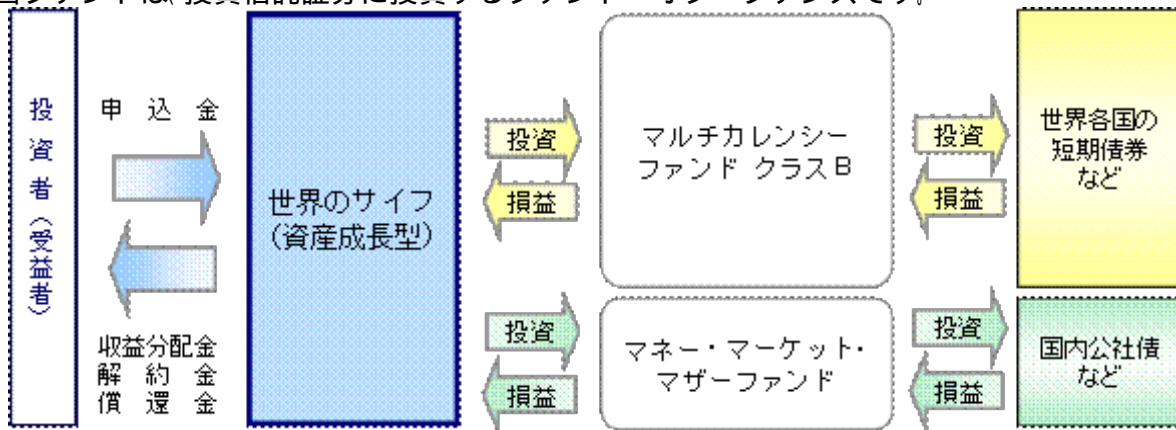 当ファンドは、投資信託証券に投資するファンド・オブ・ファンズです。
投資者(受益者)
申込金
収益分配金
解約金
償還金
世界のサイフ
(資産成長型)
投資
損益
マルチカレンシー
ファンド クラスB
投資
損益
世界各国の
短期債券
など
投資
損益
マネー・マーケット・
マザーファンド
投資
損益
国内公社債
など